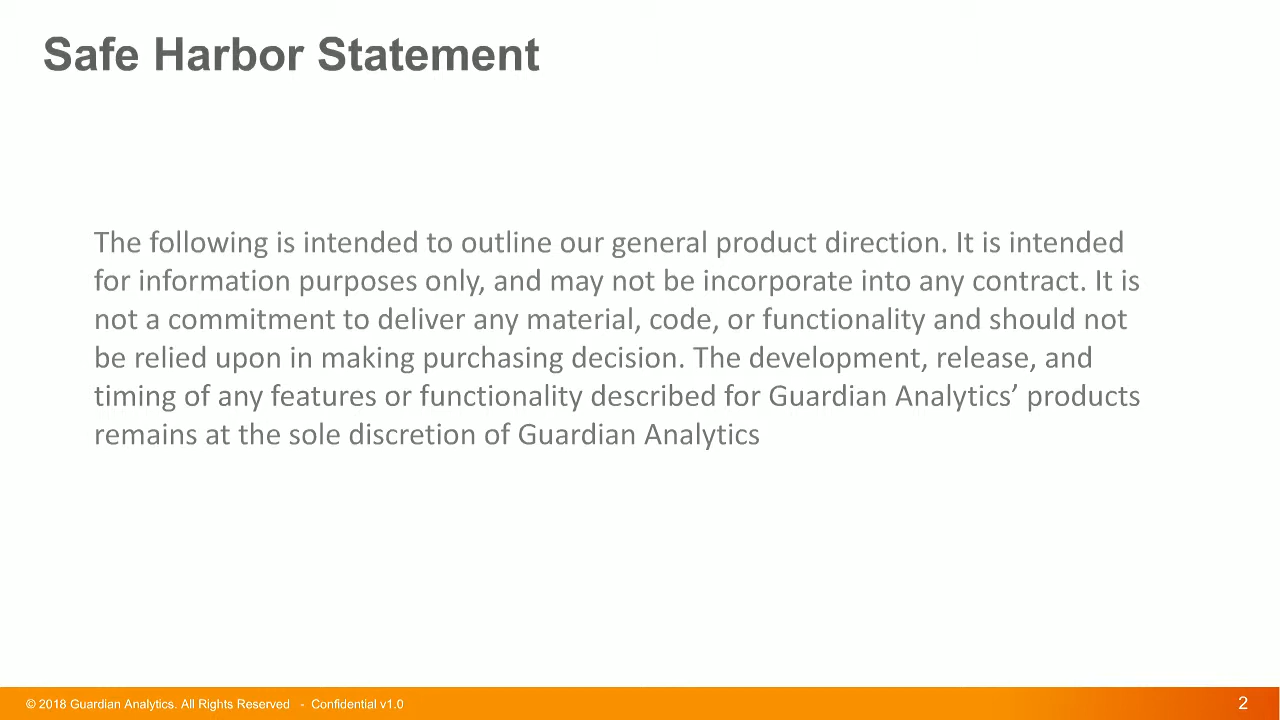 Safe Harbor Statement
The following is intended to outline our general product direction. It is intended
for information purposes only, and may not be incorporate into any contract. It is
not a commitment to deliver any material, code, or functionality and should not
be relied upon in making purchasing decision. The development, release, and
timing of any features or functionality described for Guardian Analytics’ products
remains at the sole discretion of Guardian Analytics
© 2018 Guardian Analytics. All Rights Reserved - Confidential v1.0
2